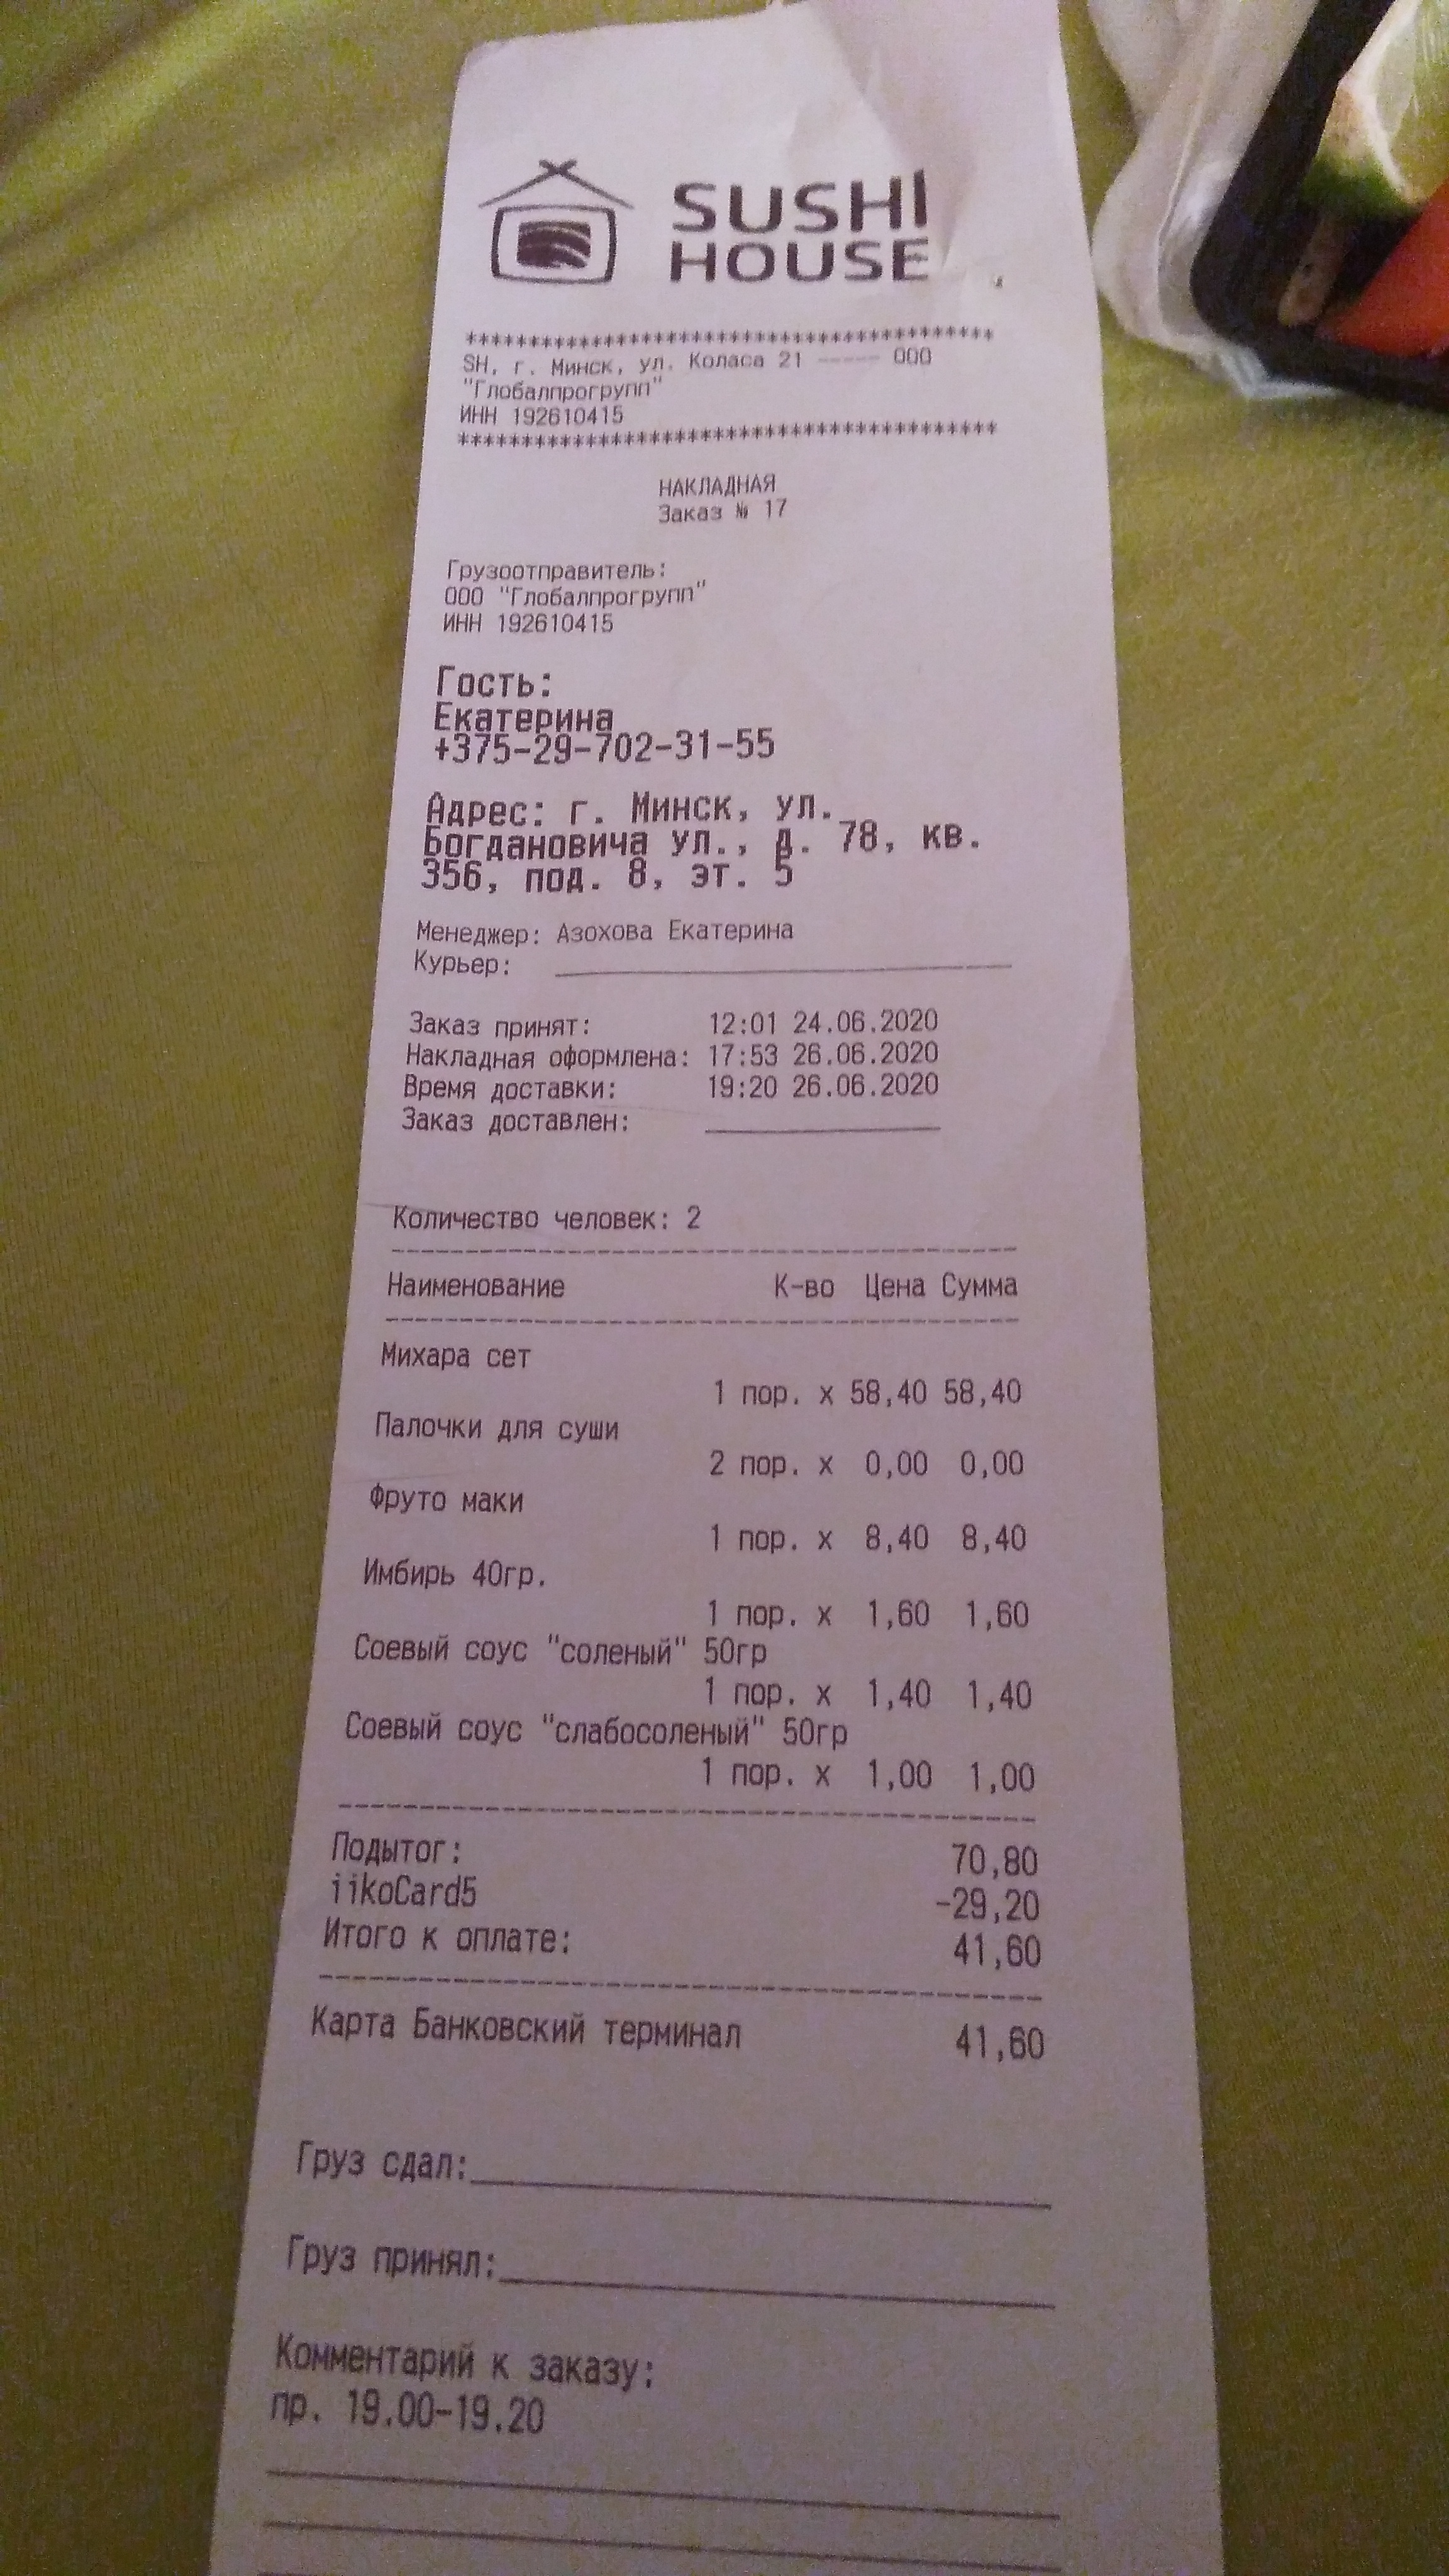 SUSHI
HOUSE
******************************************
SH, г. Минск, ул. Коласа 21 ----- ООО
"Глобалпрогрупп"
ИНН 192610415
******************************************
НАКЛАДНАЯ
Заказ № 17
Грузоотправитель:
ООО "Глобалпрогрупп"
ИНН 192610415
Гость:
Екатерина
+375-29-702-31-55
Адрес: г. Минск, ул.
Богдановича ул., д. 78, кв.
356, под. 8, эт. 5
Менеджер: Азохова Екатерина
Курьер:
Заказ принят: 12:01 24.06.2020
Накладная оформлена: 17:53 26.06.2020
Время доставки: 19:20 26.06.2020
Заказ доставлен:
Количество человек: 2
Наименование К-во Цена Сумма
Михара сет
1 пор. x 58,40 58,40
Палочки для суши
2 пор. x 0,00 0,00
Фруто маки
1 пор. x 8,40 8,40
Имбирь 40гр.
1 пор. x 1,60 1,60
Соевый соус "соленый" 50гр
1 пор. x 1,40 1,40
Соевый соус "слабосоленый" 50гр
1 пор. x 1,00 1,00
Подытог: 70,80
iikoCard5 -29,20
Итого к оплате: 41,60
Карта Банковский терминал 41,60
Груз сдал:
Груз принял:
Комментарий к заказу:
пр. 19.00-19.20